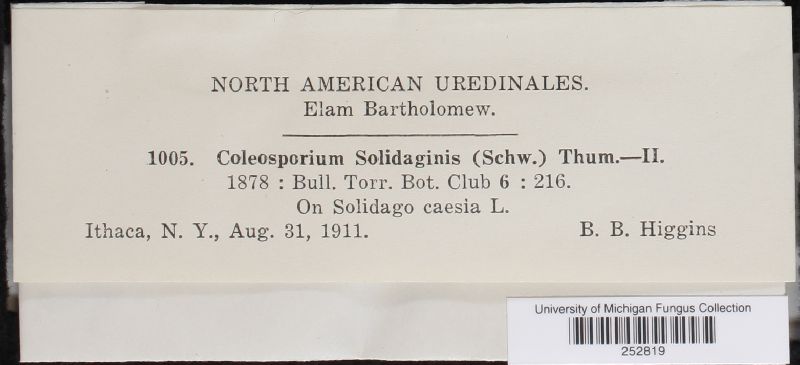 NORTH AMERICAN UREDINALES.
Elam Bartholomew.
1005. Coleosporium Solidaginis (Schw.) Thum.—II.
1878 : Bull. Torr. Bot. Club 6 : 216.
On Solidago caesia L.
Ithaca, N. Y., Aug. 31, 1911. B. B. Higgins
University of Michigan Fungus Collection
252819